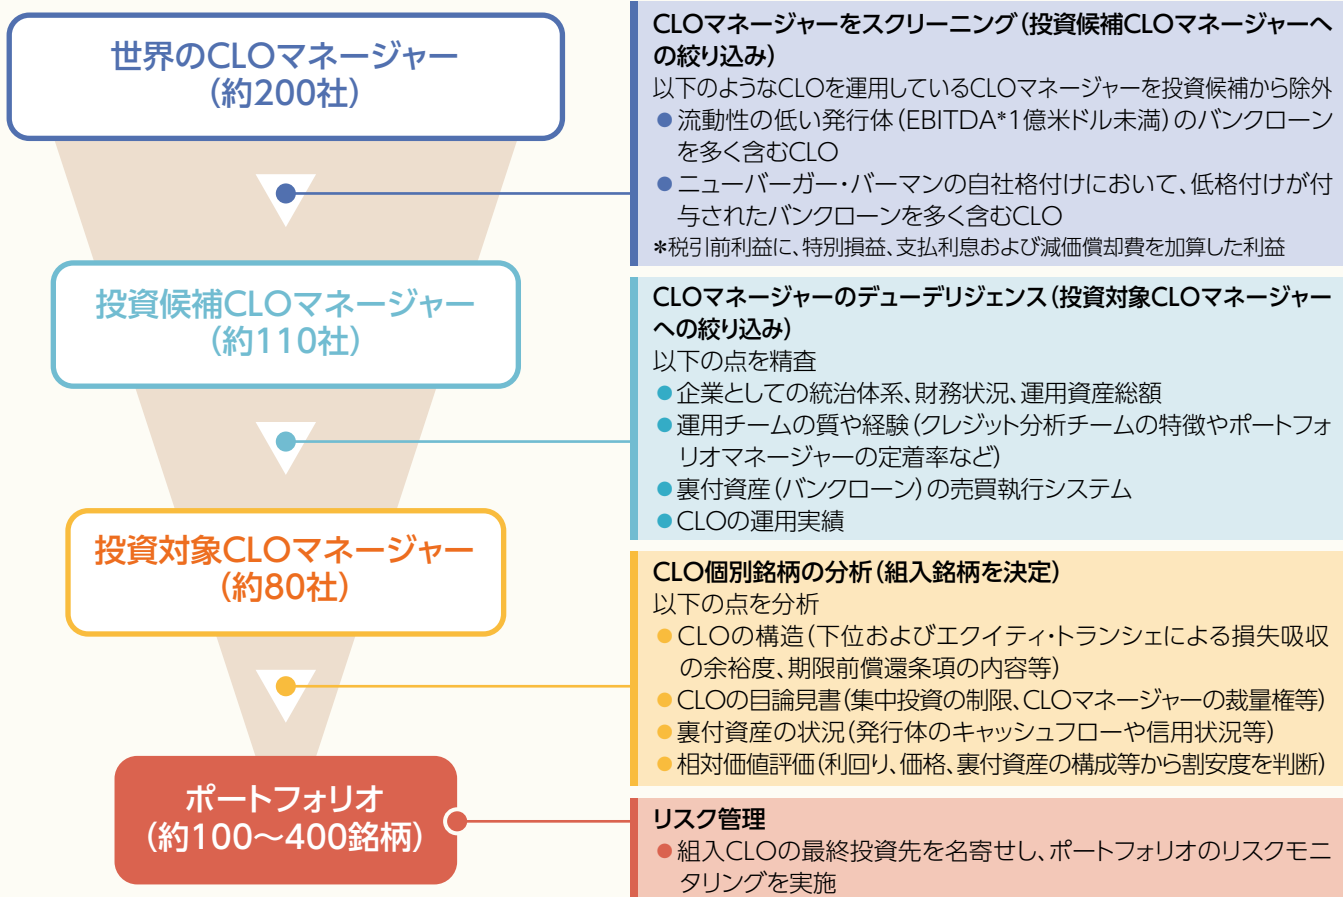 世界のCLOマネージャー
(約200社)
CLOマネージャーをスクリーニング(投資候補CLOマネージャーへ
の絞り込み)
以下のようなCLOを運用しているCLOマネージャーを投資候補から除外
●流動性の低い発行体(EBITDA*1億米ドル未満)のバンクローン
を多く含むCLO
●ニューバーガー・バーマンの自社格付けにおいて、低格付けが付
与されたバンクローンを多く含むCLO
*税引前利益に、特別損益、支払利息および減価償却費を加算した利益
投資候補CLOマネージャー
(約110社)
CLOマネージャーのデューデリジェンス(投資対象CLOマネージャー
への絞り込み)
以下の点を精査
●企業としての統治体系、財務状況、運用資産総額
●運用チームの質や経験(クレジット分析チームの特徴やポートフォ
リオマネージャーの定着率など)
●裏付資産(バンクローン)の売買執行システム
●CLOの運用実績
投資対象CLOマネージャー
(約80社)
CLO個別銘柄の分析(組入銘柄を決定)
以下の点を分析
●CLOの構造(下位およびエクイティ・トランシェによる損失吸収
の余裕度、期限前償還条項の内容等)
●CLOの目論見書(集中投資の制限、CLOマネージャーの裁量権等)
●裏付資産の状況(発行体のキャッシュフローや信用状況等)
●相対価値評価(利回り、価格、裏付資産の構成等から割安度を判断)
ポートフォリオ
(約100〜400銘柄)
リスク管理
●組入CLOの最終投資先を名寄せし、ポートフォリオのリスクモニ
タリングを実施